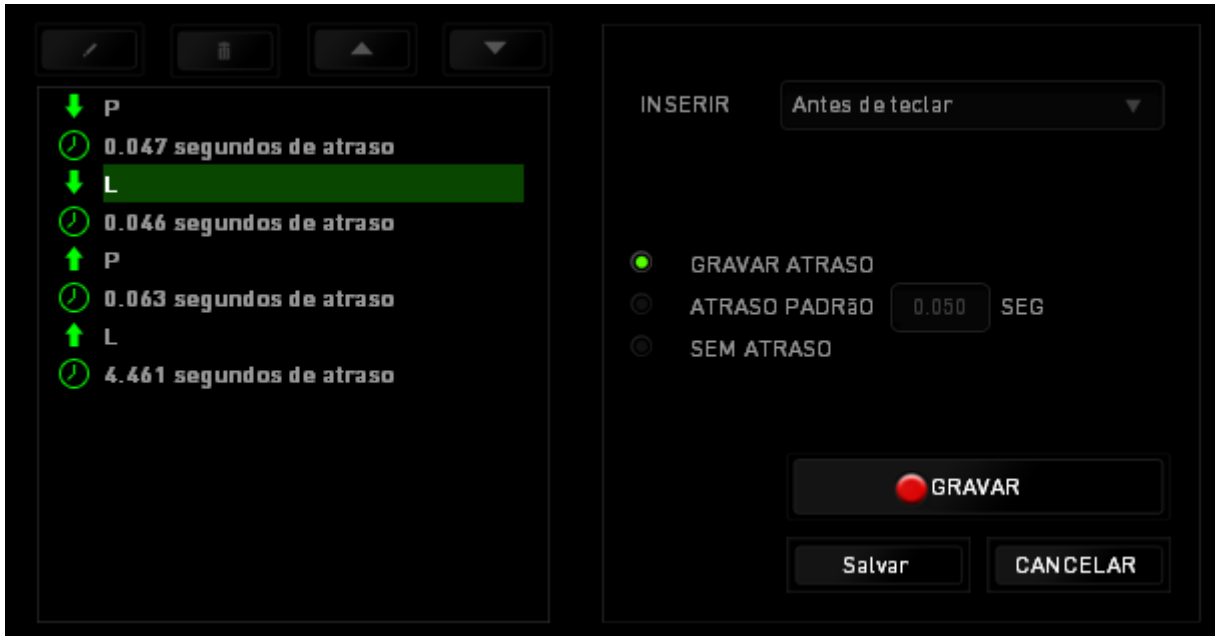 P
0.047 segundos de atraso
L
0.046 segundos de atraso
P
0.063 segundos de atraso
L
4.461 segundos de atraso
INSERIR Antes de teclar
GRAVAR ATRASO
ATRASO PADRãO 0.050 SEG
SEM ATRASO
GRAVAR
Salvar CANCELAR